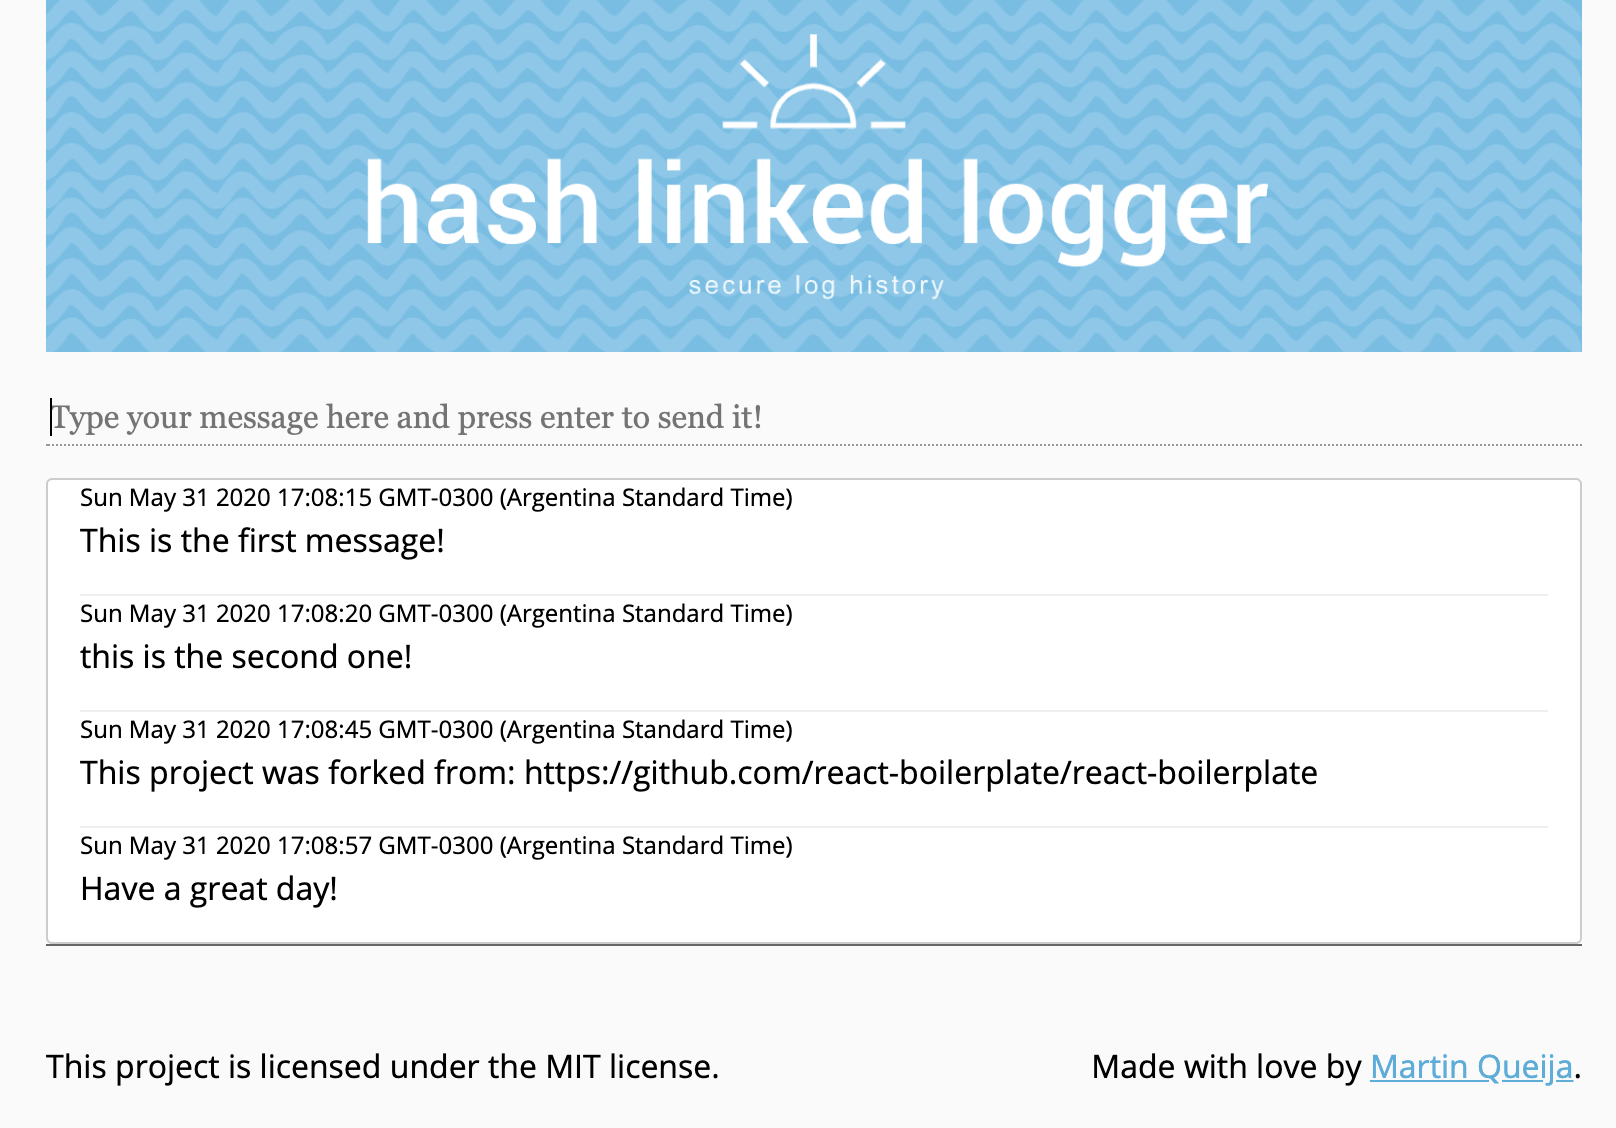 hash linked logger
secure log history
Type your message here and press enter to send it!
Sun May 31 2020 17:08:15 GMT-0300 (Argentina Standard Time)
This is the first message!
Sun May 31 2020 17:08:20 GMT-0300 (Argentina Standard Time)
this is the second one!
Sun May 31 2020 17:08:45 GMT-0300 (Argentina Standard Time)
This project was forked from: https://github.com/react-boilerplate/react-boilerplate
Sun May 31 2020 17:08:57 GMT-0300 (Argentina Standard Time)
Have a great day!
This project is licensed under the MIT license.
Made with love by Martin Queija.